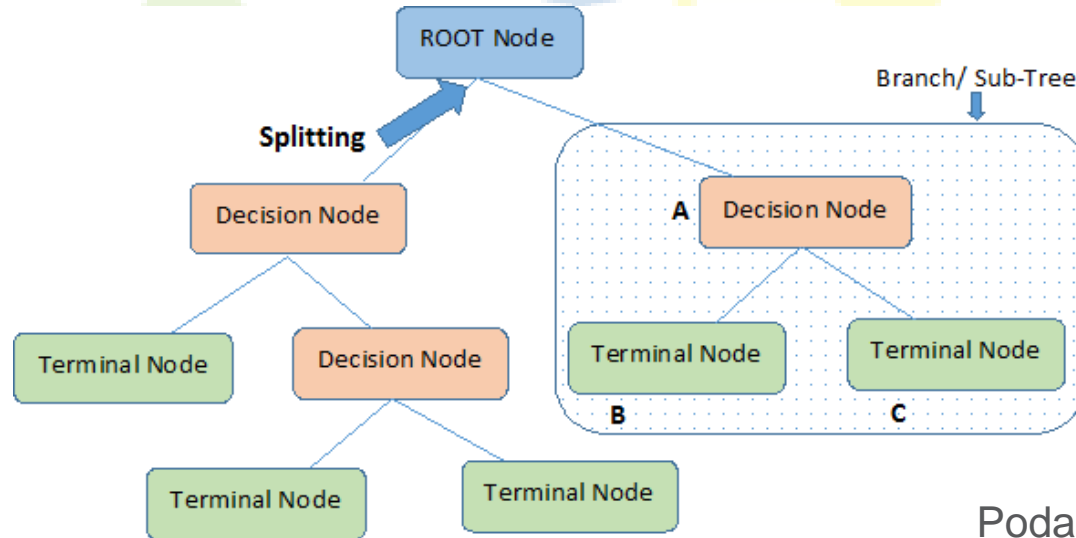 ROOT Node
Branch/ Sub-Tree
Splitting
Decision Node
A
Decision Node
Terminal Node
Decision Node
Terminal Node
Terminal Node
B
C
Terminal Node
Terminal Node
Poda